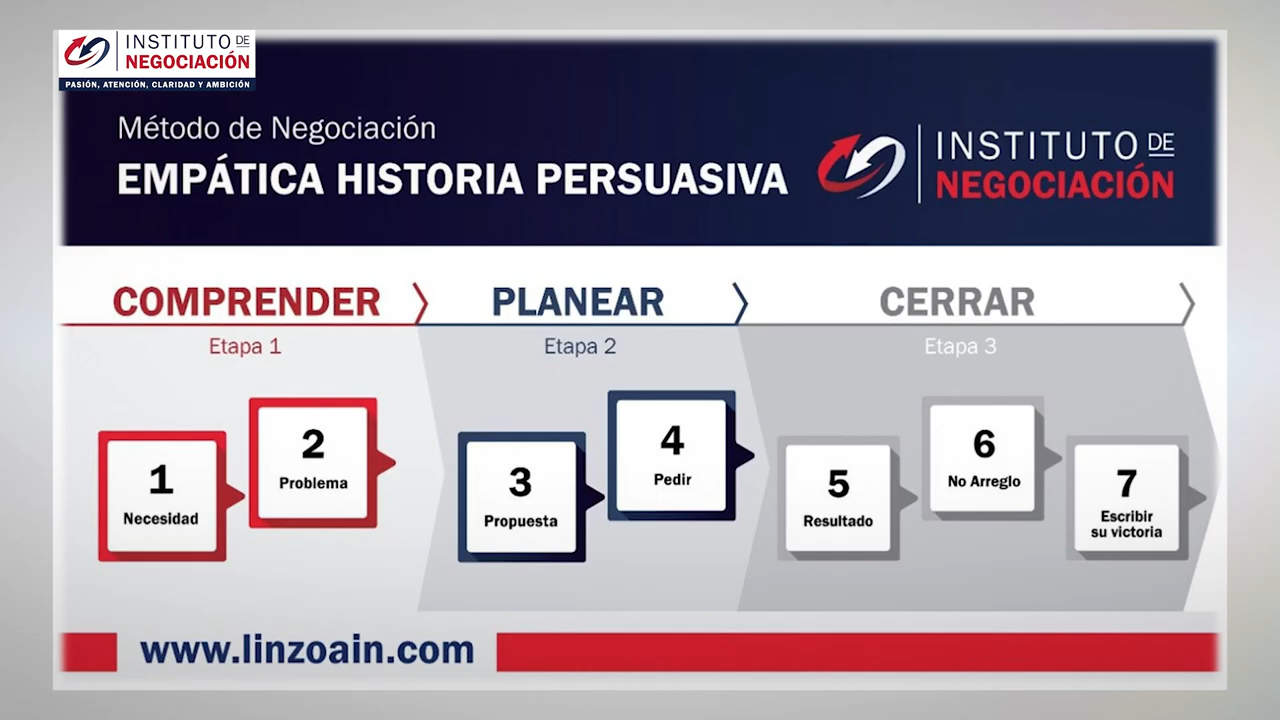 INSTITUTO DE
NEGOCIACIÓN
PASIÓN, ATENCIÓN, CLARIDAD Y AMBICIÓN
Método de Negociación
EMPÁTICA HISTORIA PERSUASIVA
INSTITUTO DE
NEGOCIACIÓN
COMPRENDER
Etapa 1
PLANEAR
Etapa 2
CERRAR
Etapa 3
1
Necesidad
2
Problema
3
Propuesta
4
Pedir
5
Resultado
6
No Arreglo
7
Escribir
su victoria
www.linzoain.com